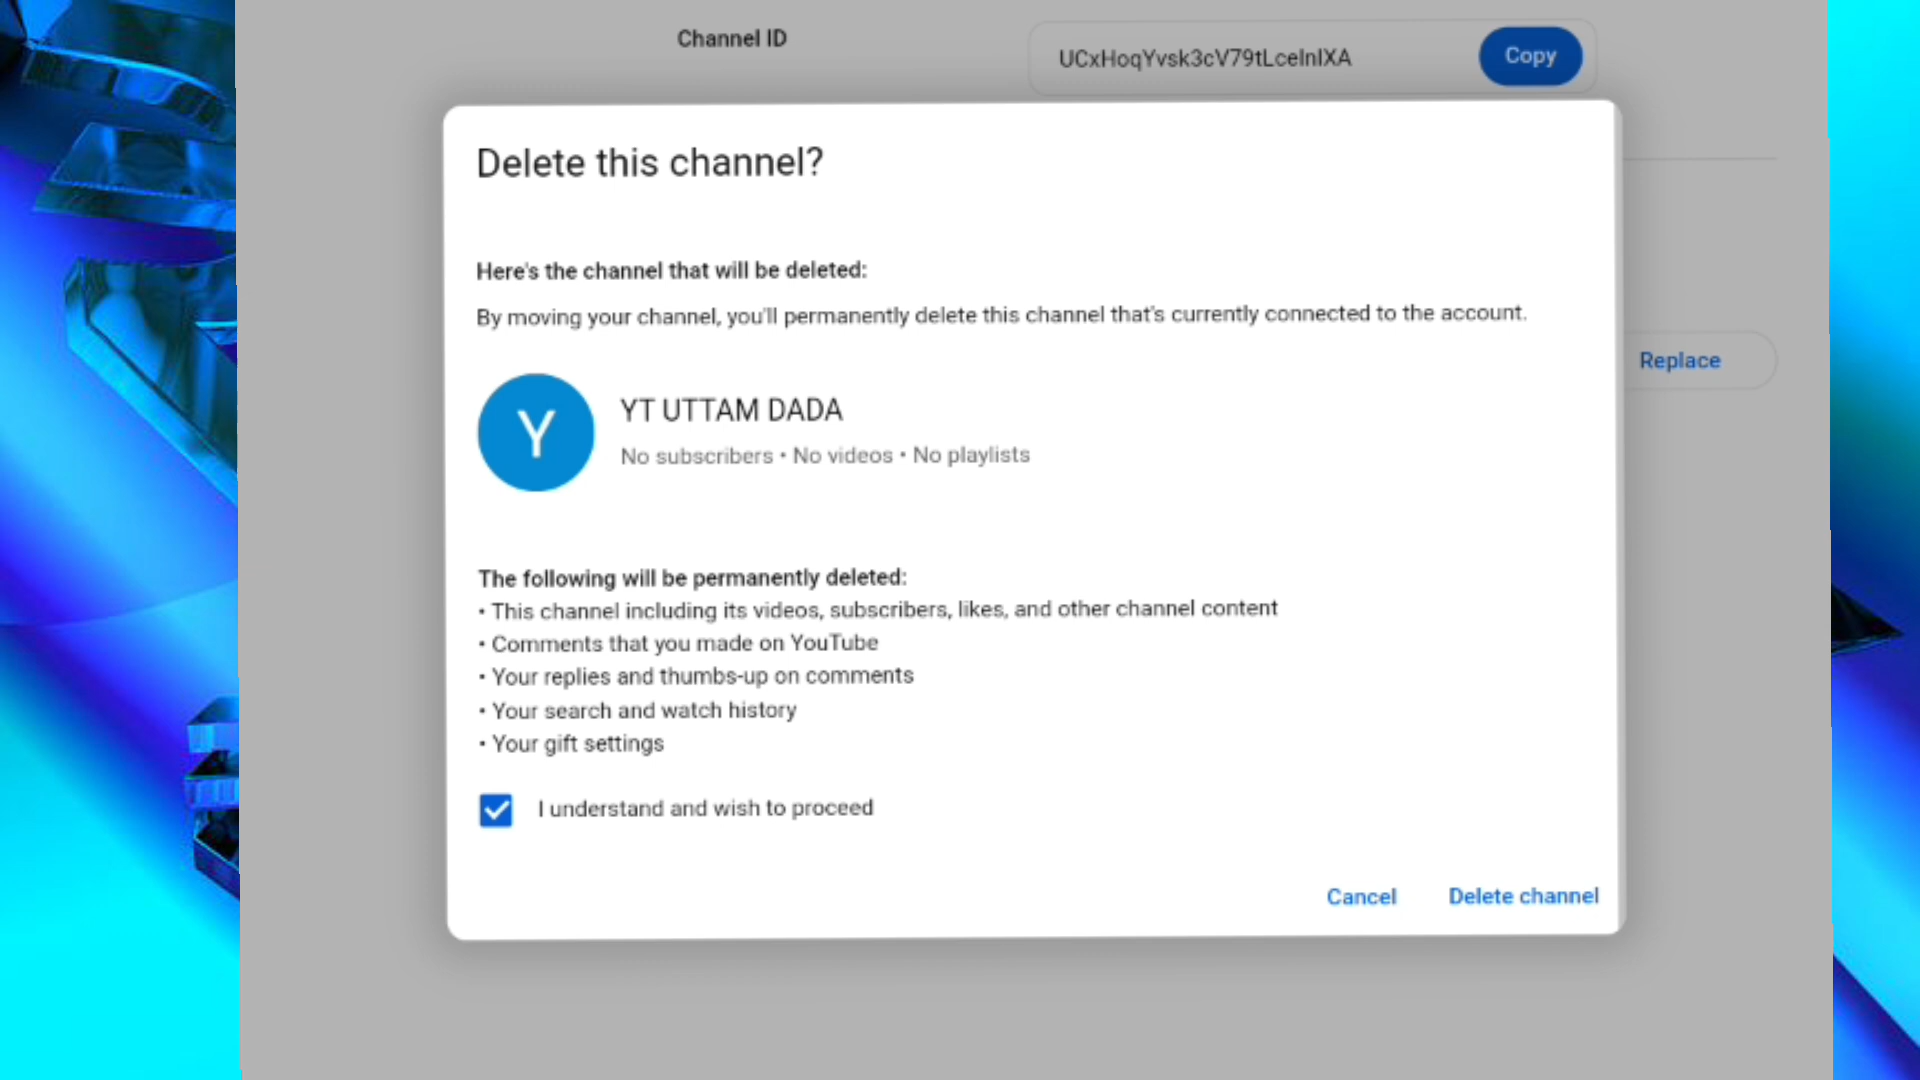 Channel ID
UCxHoqYvsk3cV79tLceInIXA
Copy
Delete this channel?
Here's the channel that will be deleted:
By moving your channel, you'll permanently delete this channel that's currently connected to the account.
Replace
Y
YT UTTAM DADA
No subscribers • No videos • No playlists
The following will be permanently deleted:
• This channel including its videos, subscribers, likes, and other channel content
• Comments that you made on YouTube
• Your replies and thumbs-up on comments
• Your search and watch history
• Your gift settings
I understand and wish to proceed
Cancel
Delete channel